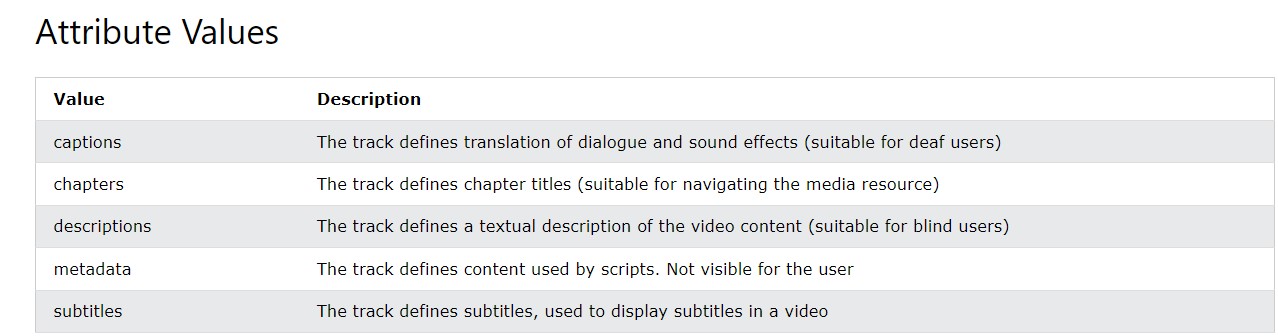 Attribute Values
Value Description
captions The track defines translation of dialogue and sound effects (suitable for deaf users)
chapters The track defines chapter titles (suitable for navigating the media resource)
descriptions The track defines a textual description of the video content (suitable for blind users)
metadata The track defines content used by scripts. Not visible for the user
subtitles The track defines subtitles, used to display subtitles in a video